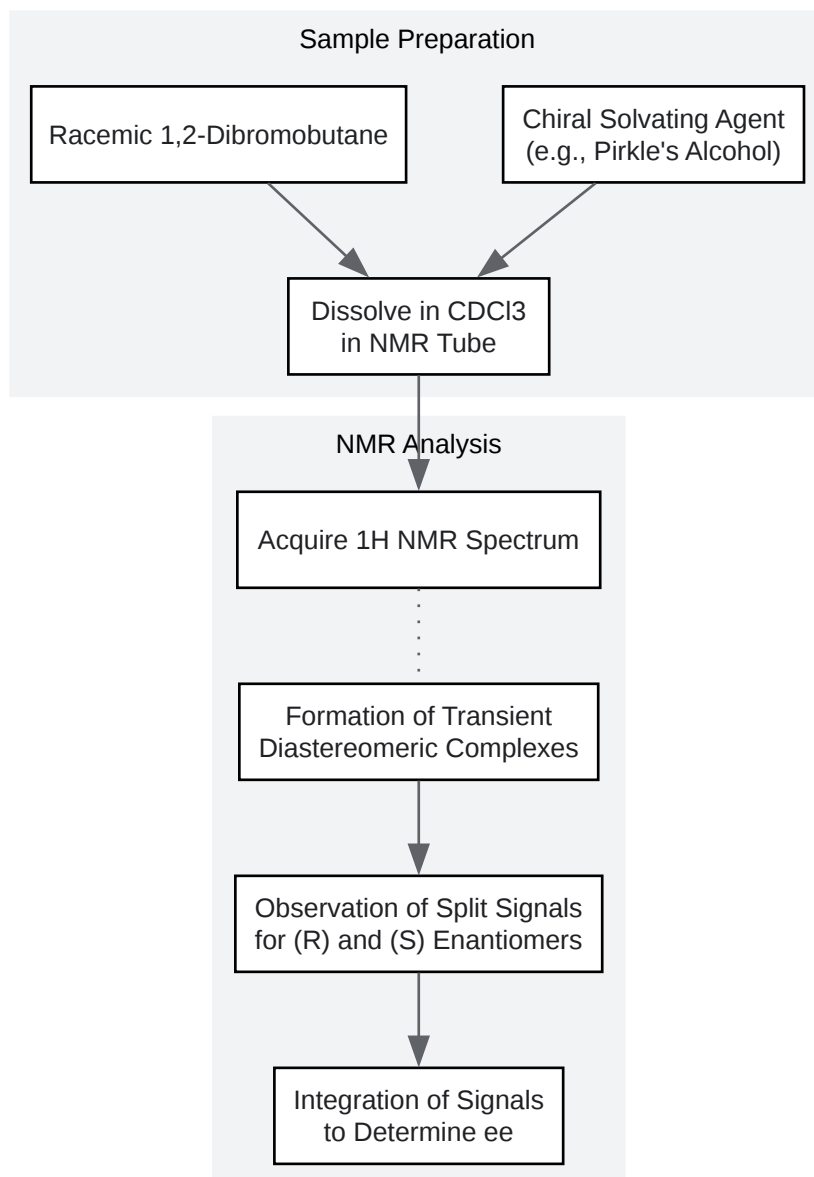 Sample Preparation
Racemic 1,2-Dibromobutane
Chiral Solvating Agent
(e.g., Pirkle's Alcohol)
Dissolve in CDCl3
in NMR Tube
NMR Analysis
Acquire 1H NMR Spectrum
Formation of Transient
Diastereomeric Complexes
Observation of Split Signals
for (R) and (S) Enantiomers
Integration of Signals
to Determine ee